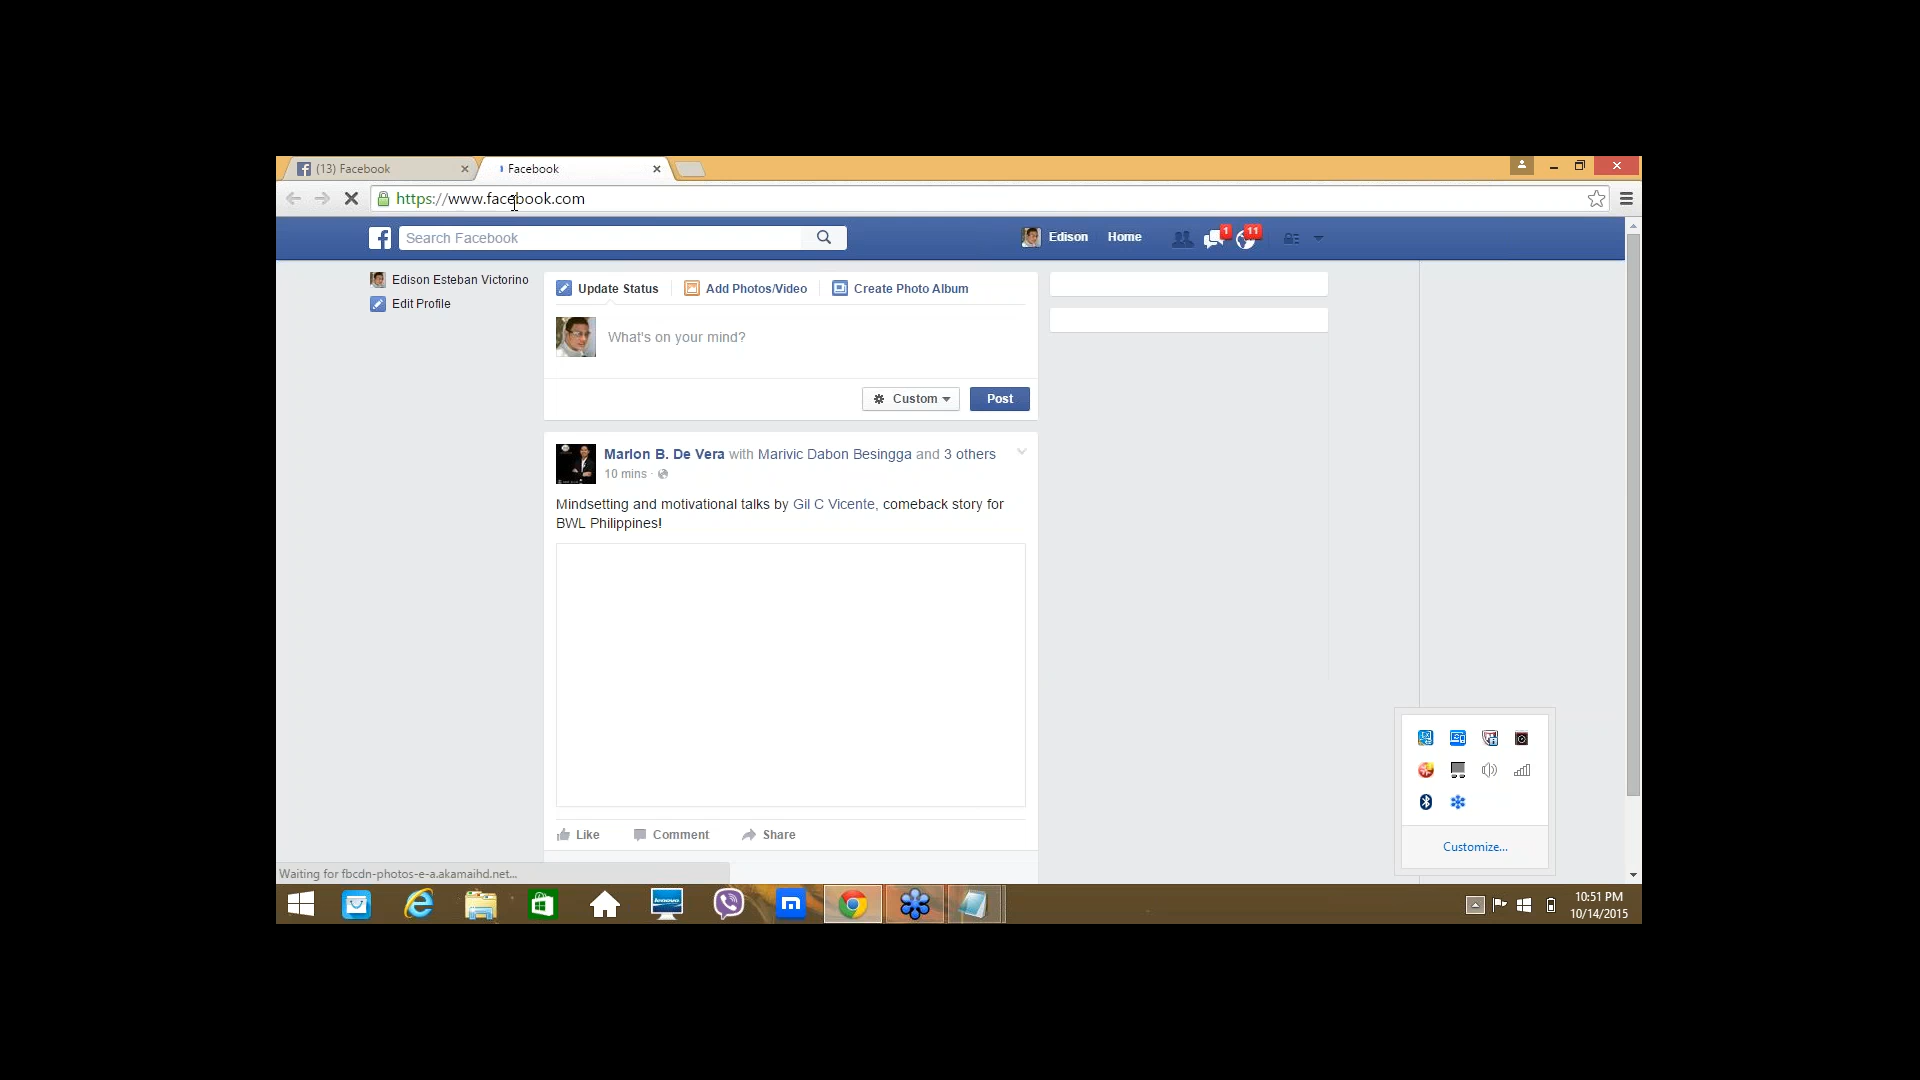 (13) Facebook
Facebook
https://www.facebook.com
Search Facebook
Edison
Home
1
11
Edison Esteban Victorino
Edit Profile
Update Status
Add Photos/Video
Create Photo Album
What's on your mind?
Custom
Post
Marlon B. De Vera with Marivic Dabon Besingga and 3 others
10 mins ·
Mindsetting and motivational talks by Gil C Vicente, comeback story for
BWL Philippines!
Like
Comment
Share
Customize...
Waiting for fbcdn-photos-e-a.akamaihd.net...
lenovo
m
10:51 PM
10/14/2015